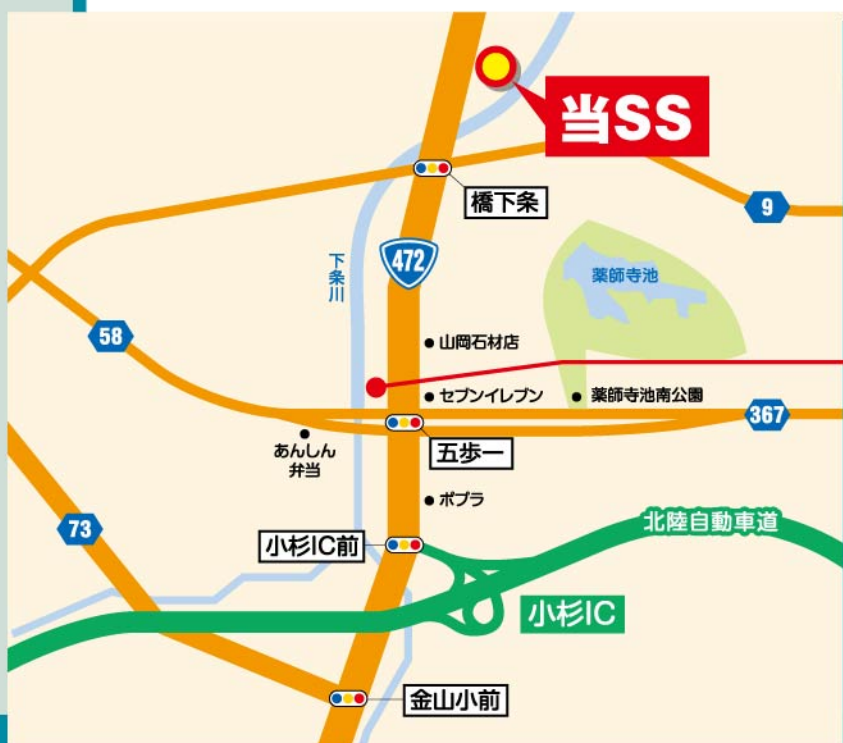 当SS
橋下条
9
472
下条川
薬師寺池
58
山岡石材店
セブンイレブン
薬師寺池南公園
367
五歩一
あんしん
弁当
ポプラ
73
小杉IC前
北陸自動車道
小杉IC
金山小前